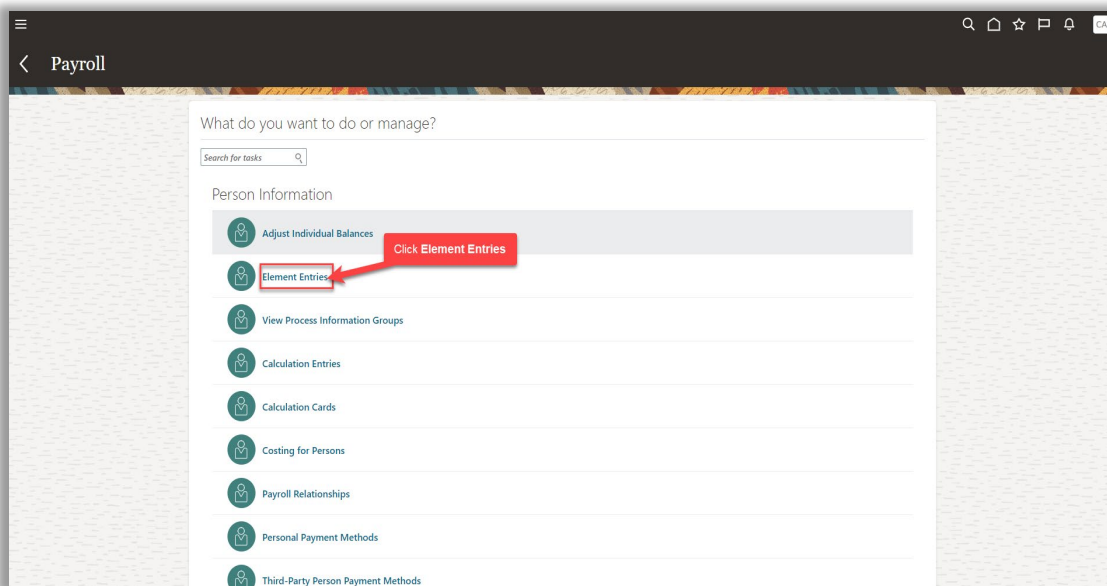 CA
Payroll
What do you want to do or manage?
Search for tasks
Person Information
Adjust Individual Balances
Click Element Entries
Element Entries
View Process Information Groups
Calculation Entries
Calculation Cards
Costing for Persons
Payroll Relationships
Personal Payment Methods
Third-Party Person Payment Methods